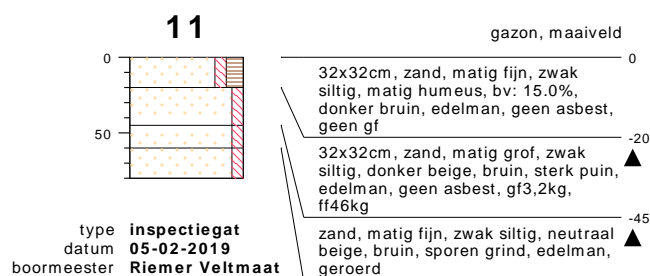 11
gazon, maaiveld
0
0
32x32cm, zand, matig fijn, zwak
siltig, matig humeus, bv: 15.0%,
donker bruin, edelman, geen asbest,
geen gf
-20
50
32x32cm, zand, matig grof, zwak
siltig, donker beige, bruin, sterk puin,
edelman, geen asbest, gf3,2kg,
ff46kg
-45
zand, matig fijn, zwak siltig, neutraal
beige, bruin, sporen grind, edelman,
geroerd
type inspectiegat
datum 05-02-2019
boormeester Riemer Veltmaat